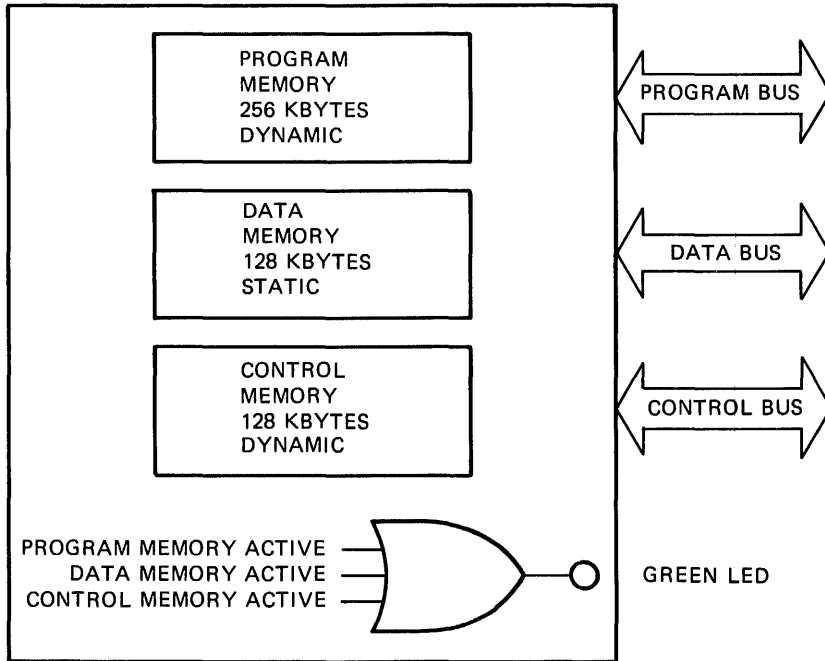 PROGRAM
MEMORY
256 KBYTES
DYNAMIC
PROGRAM BUS
DATA
MEMORY
128 KBYTES
STATIC
DATA BUS
CONTROL
MEMORY
128 KBYTES
DYNAMIC
CONTROL BUS
PROGRAM MEMORY ACTIVE
DATA MEMORY ACTIVE
CONTROL MEMORY ACTIVE
GREEN LED